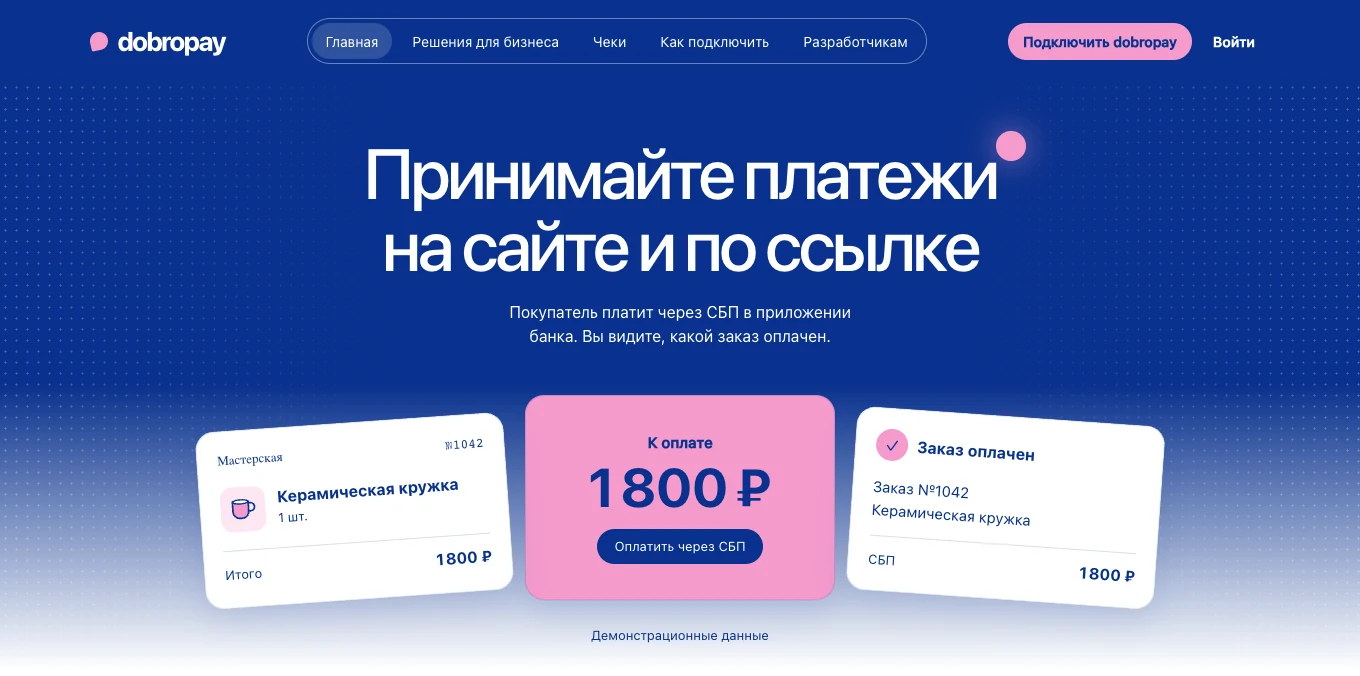 dobropay
Главная
Решения для бизнеса
Чеки
Как подключить
Разработчикам
Подключить dobropay
Войти
Принимайте платежи
на сайте и по ссылке
Покупатель платит через СБП в приложении
банка. Вы видите, какой заказ оплачен.
Мастерская
№1042
Керамическая кружка
1 шт.
Итого
1800 ₽
К оплате
1800 ₽
Оплатить через СБП
Заказ оплачен
Заказ №1042
Керамическая кружка
СБП
1800 ₽
Демонстрационные данные